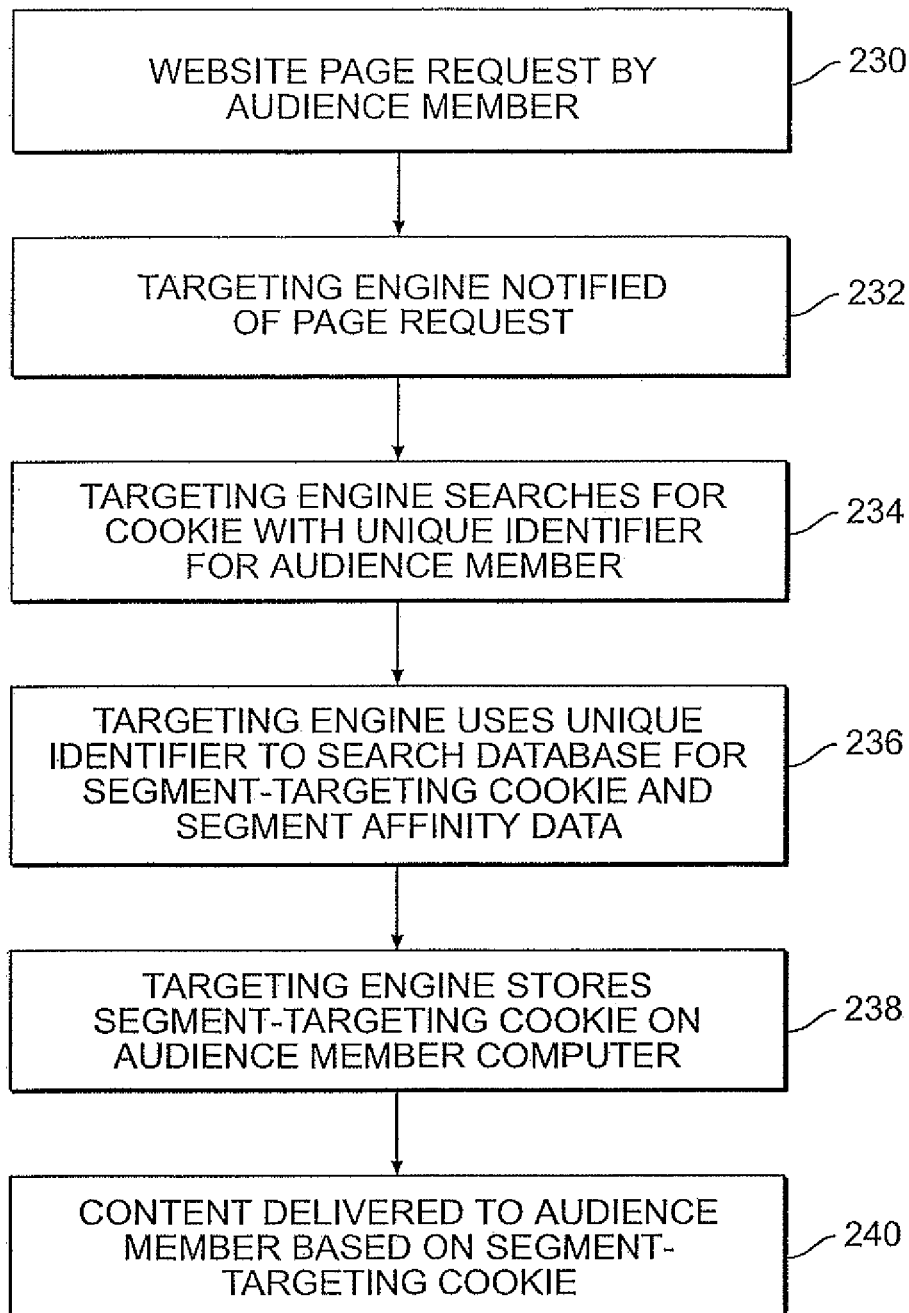 WEBSITE PAGE REQUEST BY
AUDIENCE MEMBER
230
TARGETING ENGINE NOTIFIED
OF PAGE REQUEST
232
TARGETING ENGINE SEARCHES FOR
COOKIE WITH UNIQUE IDENTIFIER
FOR AUDIENCE MEMBER
234
TARGETING ENGINE USES UNIQUE
IDENTIFIER TO SEARCH DATABASE FOR
SEGMENT-TARGETING COOKIE AND
SEGMENT AFFINITY DATA
236
TARGETING ENGINE STORES
SEGMENT-TARGETING COOKIE ON
AUDIENCE MEMBER COMPUTER
238
CONTENT DELIVERED TO AUDIENCE
MEMBER BASED ON SEGMENT-
TARGETING COOKIE
240